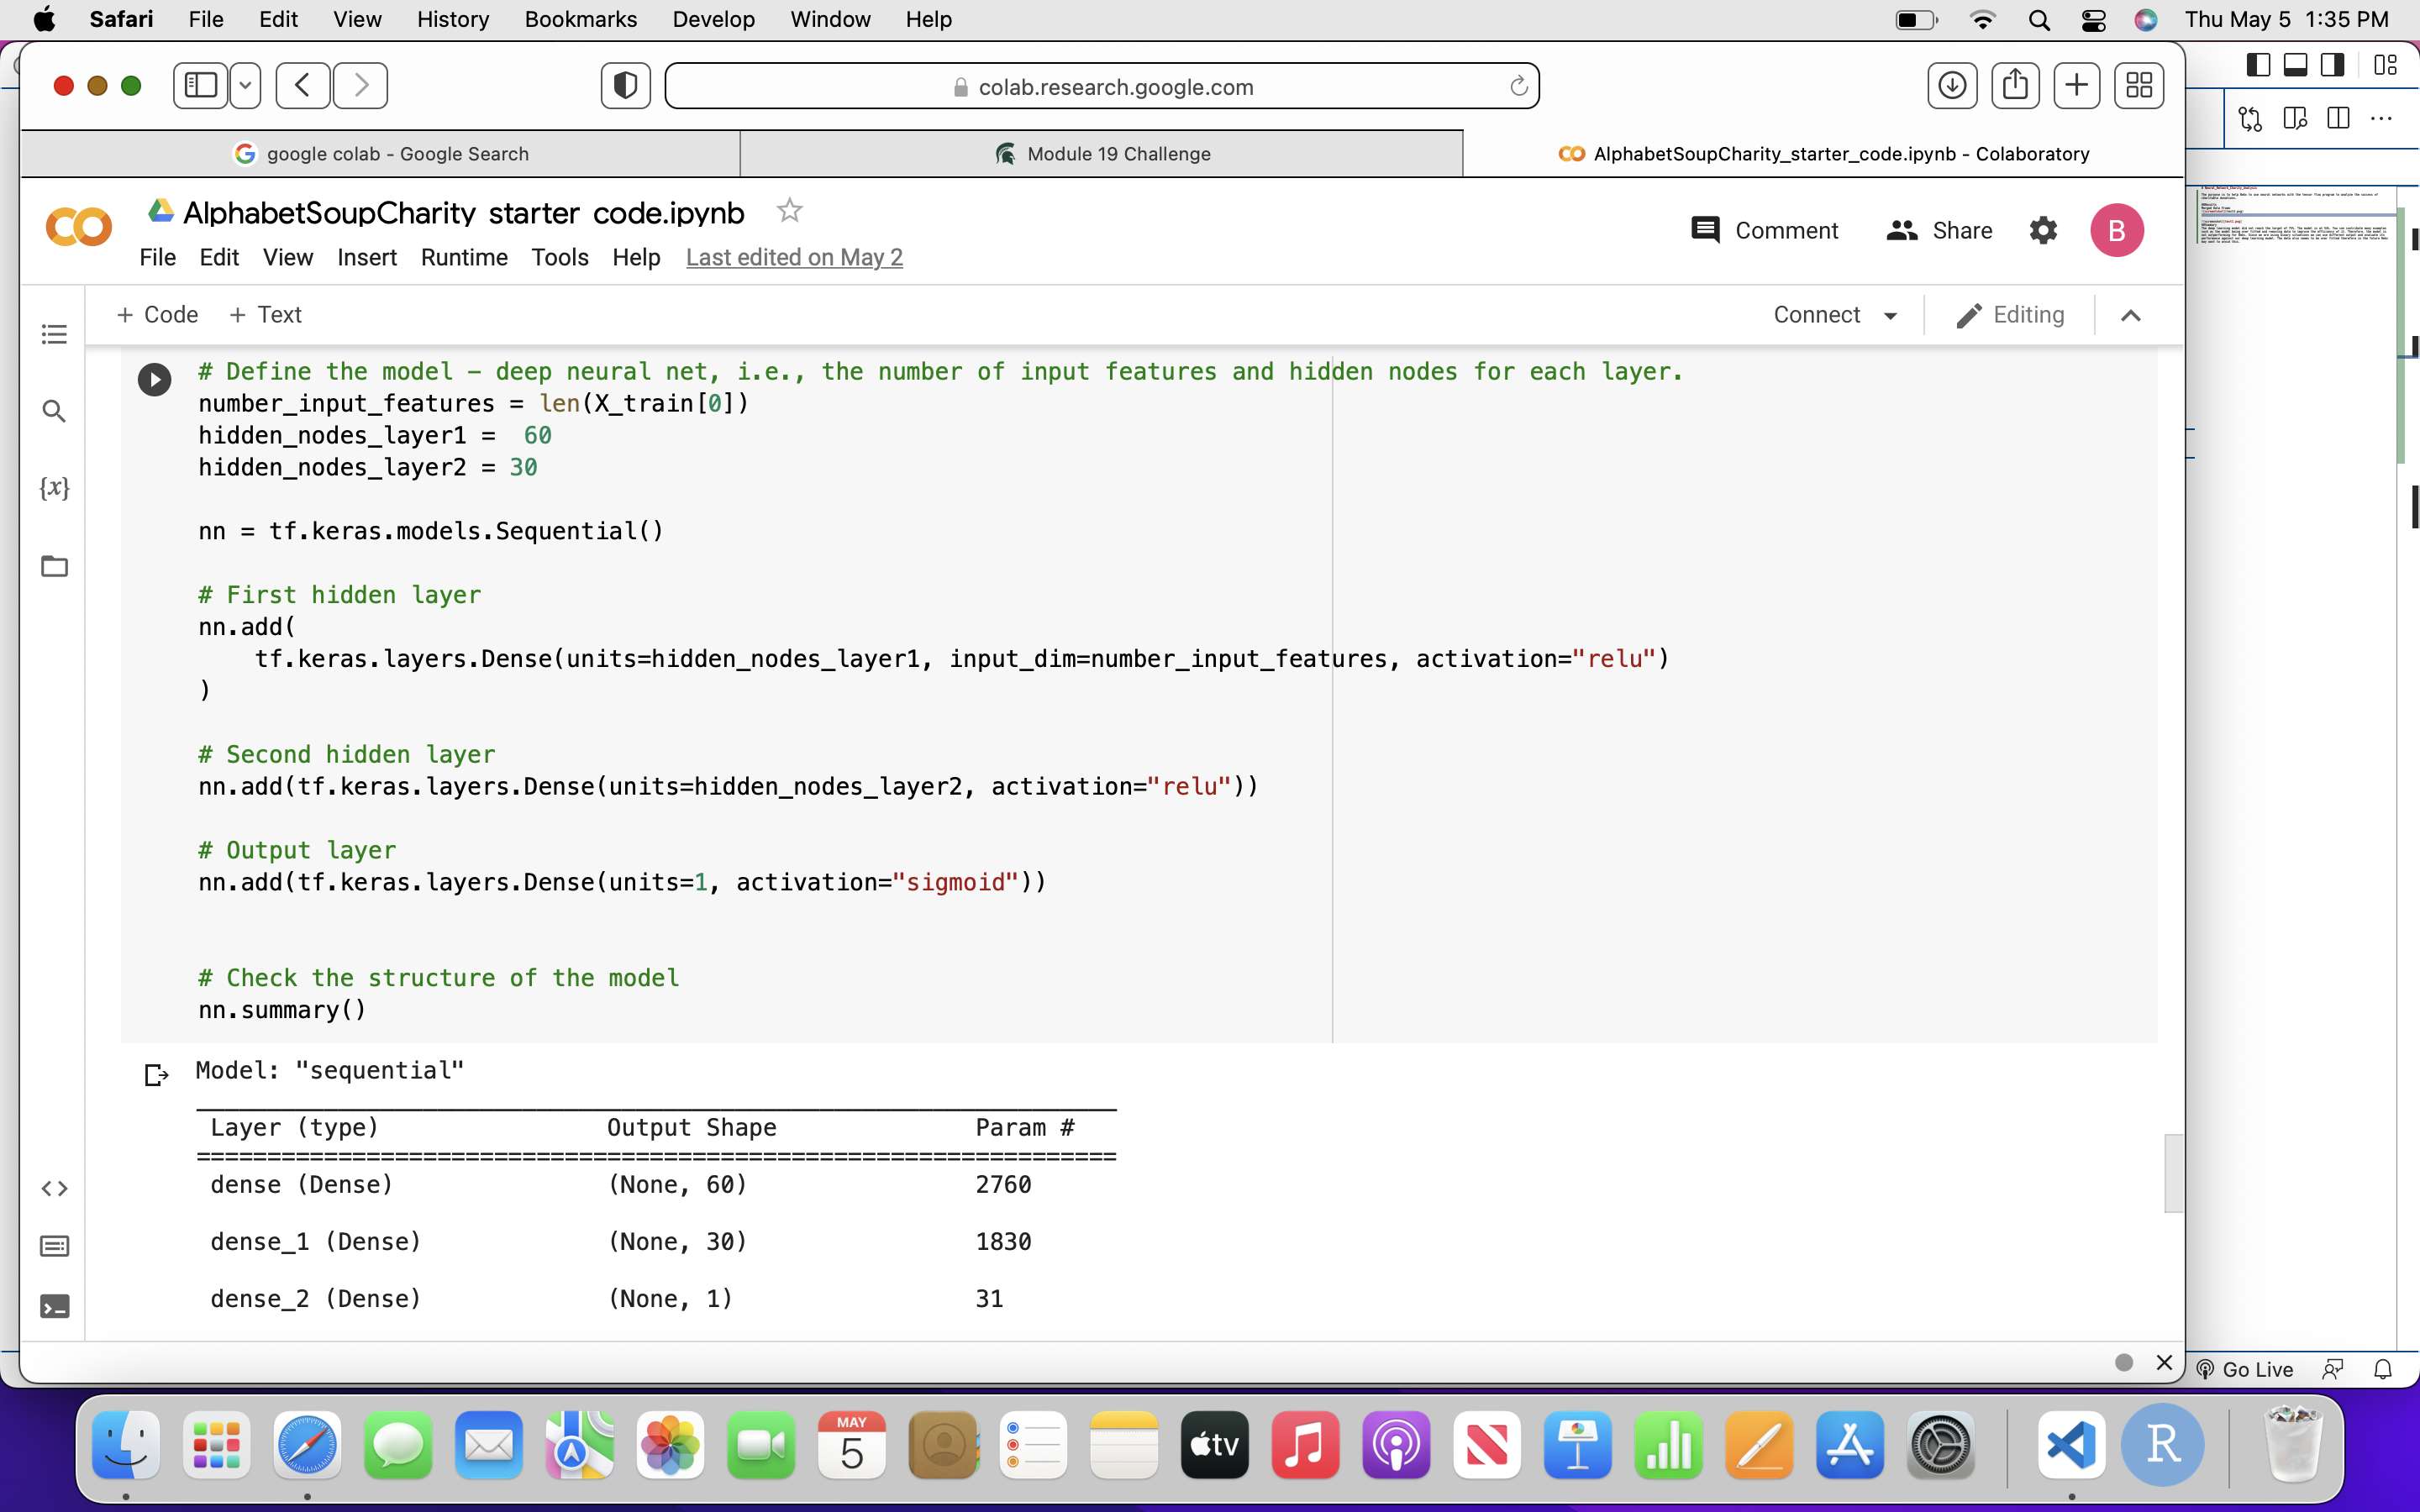 Safari File Edit View History Bookmarks Develop Window Help Thu May 5 1:35 PM
colab.research.google.com
google colab - Google Search
Module 19 Challenge
AlphabetSoupCharity_starter_code.ipynb - Colaboratory
AlphabetSoupCharity starter code.ipynb
Comment Share B
File Edit View Insert Runtime Tools Help Last edited on May 2
+ Code + Text Connect Editing
# Define the model – deep neural net, i.e., the number of input features and hidden nodes for each layer.
number_input_features = len(X_train[0])
hidden_nodes_layer1 =  60
hidden_nodes_layer2 = 30
nn = tf.keras.models.Sequential()
# First hidden layer
nn.add(
    tf.keras.layers.Dense(units=hidden_nodes_layer1, input_dim=number_input_features, activation="relu")
)
# Second hidden layer
nn.add(tf.keras.layers.Dense(units=hidden_nodes_layer2, activation="relu"))
# Output layer
nn.add(tf.keras.layers.Dense(units=1, activation="sigmoid"))
# Check the structure of the model
nn.summary()
Model: "sequential"
Layer (type) Output Shape Param #
=================================================================
dense (Dense) (None, 60) 2760
dense_1 (Dense) (None, 30) 1830
dense_2 (Dense) (None, 1) 31
Go Live
MAY
5
tv
R